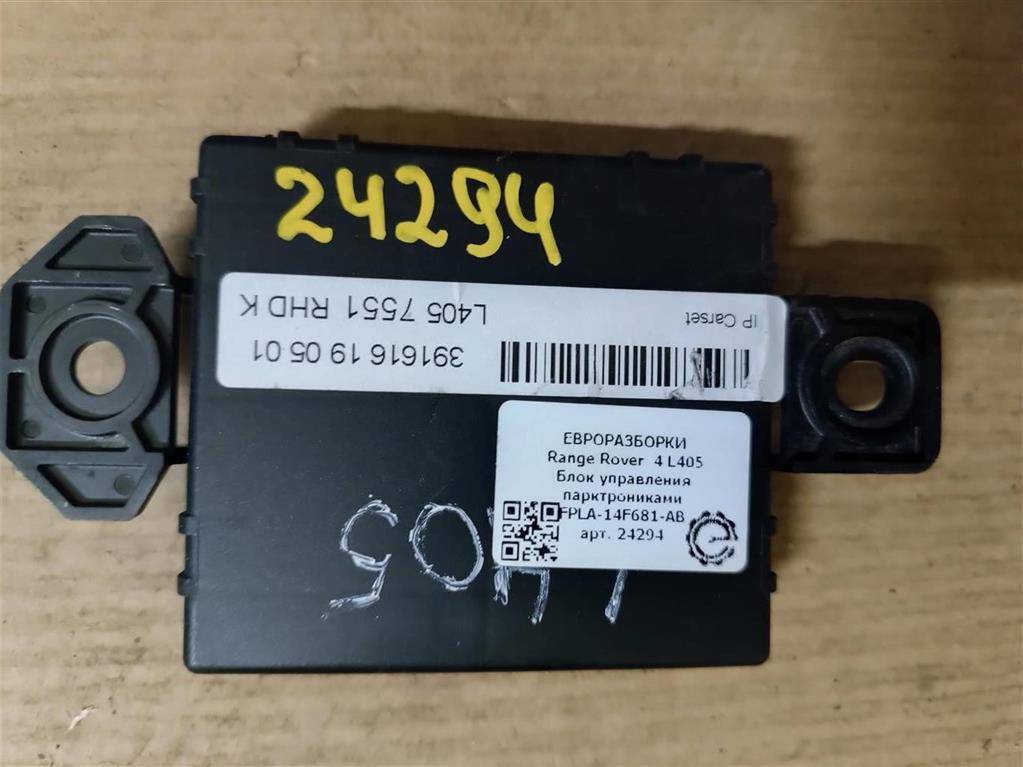 24294
L405 7551 RHD K
IP Carset
391616 19 05 01
ЕВРОРАЗБОРКИ
Range Rover 4 L405
Блок управления
парктрониками
FPLA-14F681-AB
арт. 24294
L405